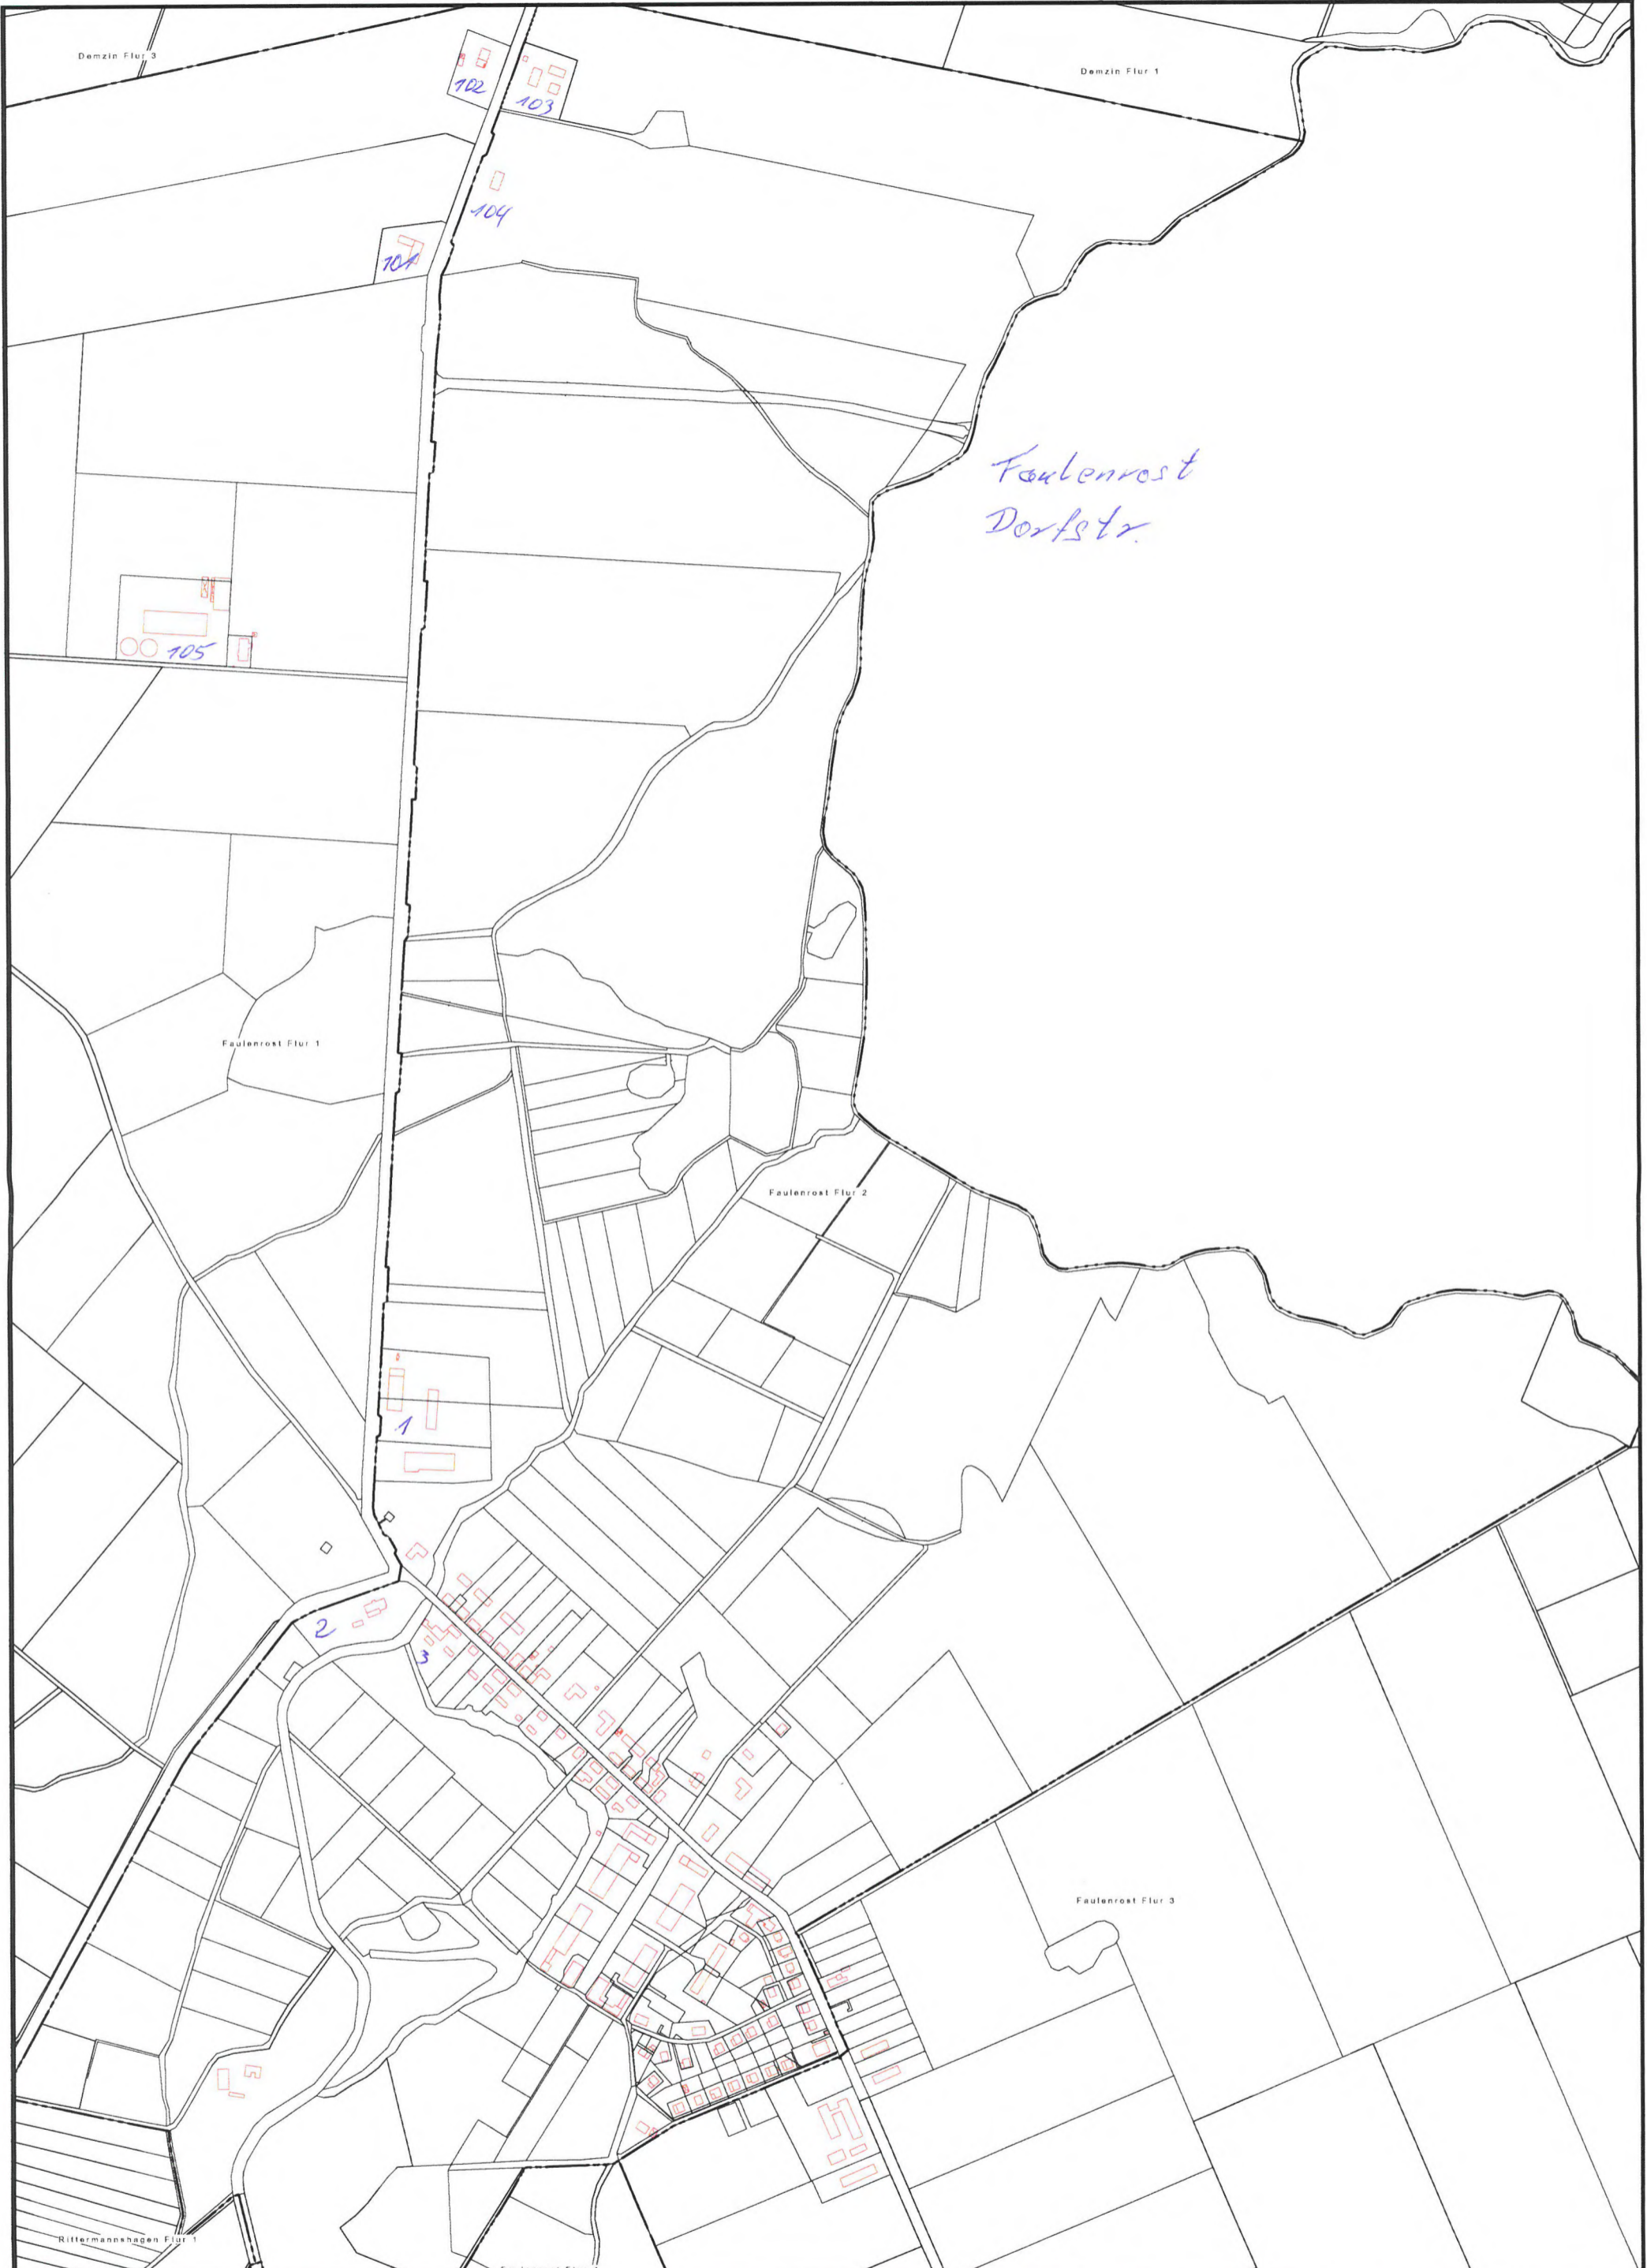 Demzin Flur 3
Demzin Flur 1
102
103
104
101
Faulenrost
Dorfstr.
105
Faulenrost Flur 1
Faulenrost Flur 2
1
2
3
Faulenrost Flur 3
Rittermannshagen Flur 1